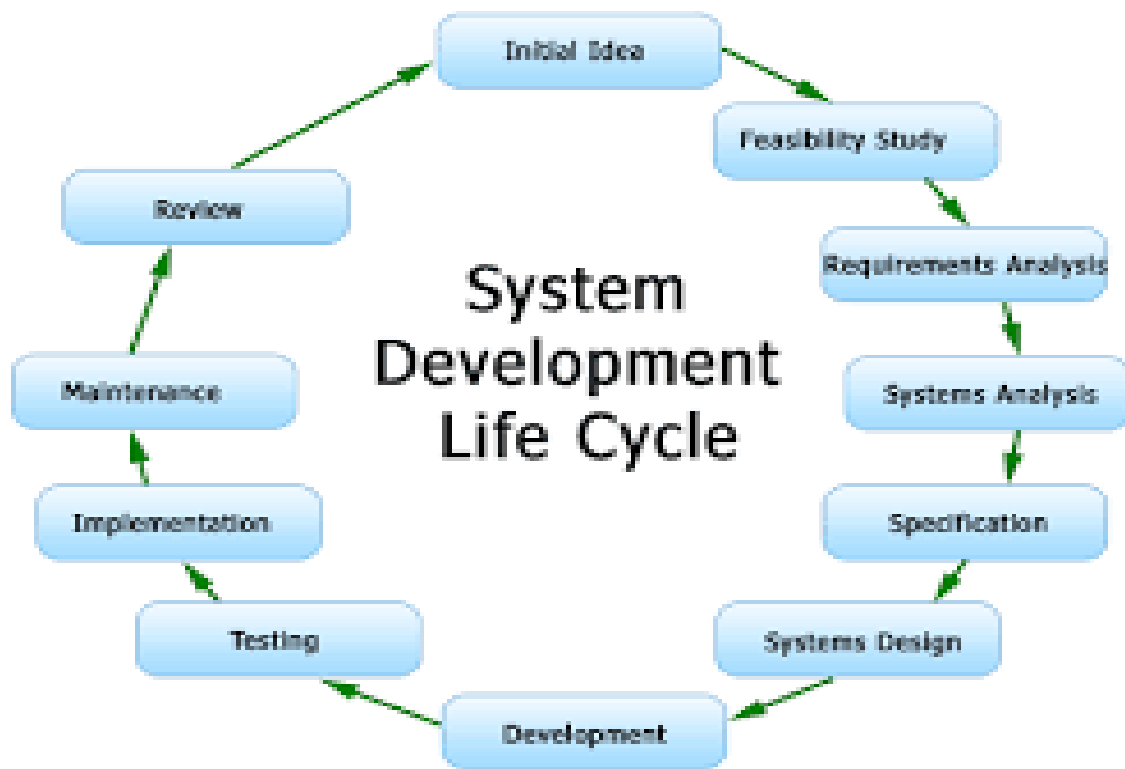 Initial Idea
Feasibility Study
Requirements Analysis
Systems Analysis
Specification
Systems Design
Development
Testing
Implementation
Maintenance
Review
System
Development
Life Cycle